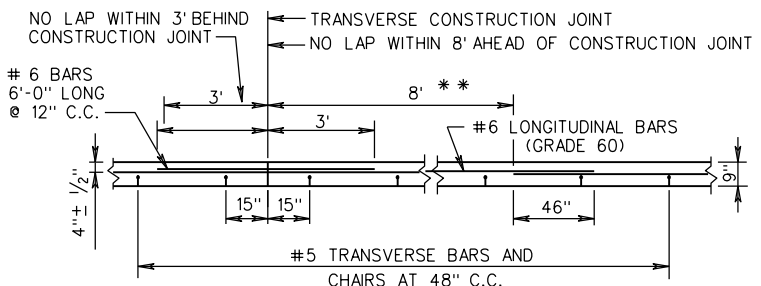 NO LAP WITHIN 3' BEHIND
CONSTRUCTION JOINT
TRANSVERSE CONSTRUCTION JOINT
NO LAP WITHIN 8' AHEAD OF CONSTRUCTION JOINT
# 6 BARS
6'-0" LONG
@ 12" C.C.
3'
8' * *
3'
#6 LONGITUDINAL BARS
(GRADE 60)
4"± 1/2"
9"
15"
15"
46"
#5 TRANSVERSE BARS AND
CHAIRS AT 48" C.C.